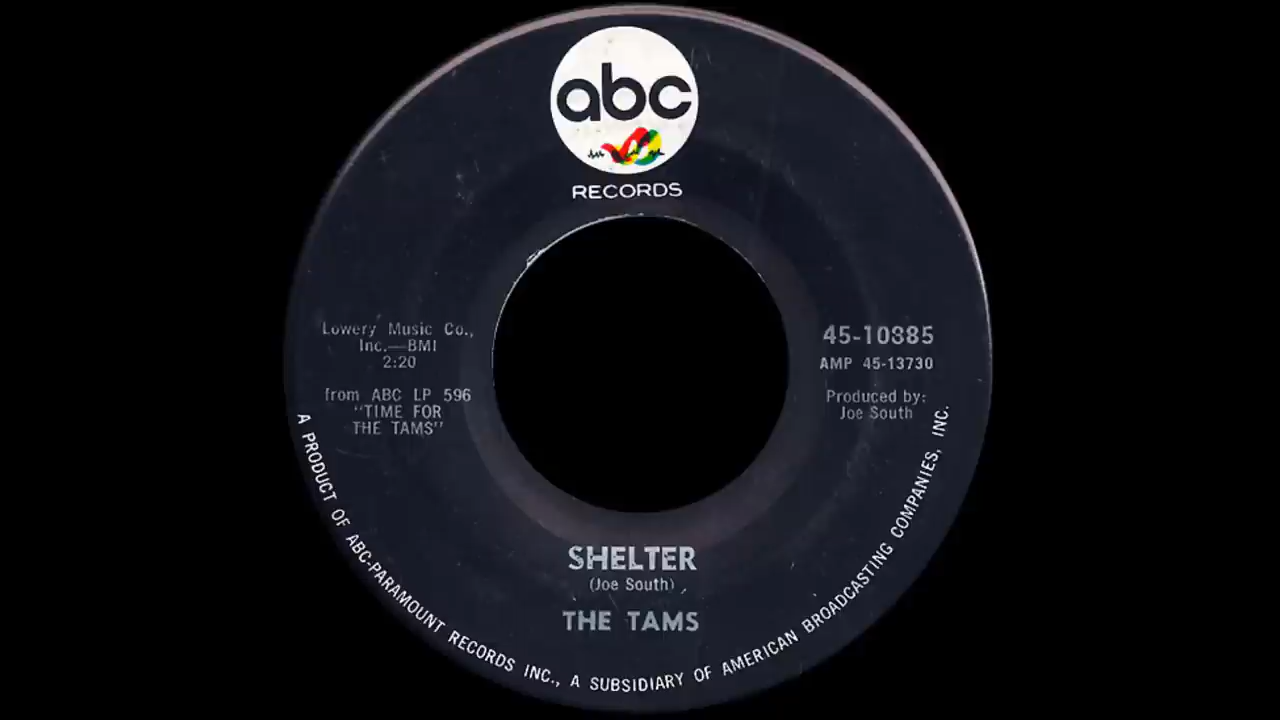 abc
RECORDS
Lowery Music Co.,
Inc.—BMI
2:20
from ABC LP 596
"TIME FOR
THE TAMS"
45-10385
AMP 45-13730
Produced by:
Joe South
SHELTER
(Joe South)
THE TAMS
A PRODUCT OF ABC-PARAMOUNT RECORDS INC., A SUBSIDIARY OF AMERICAN BROADCASTING COMPANIES, INC.